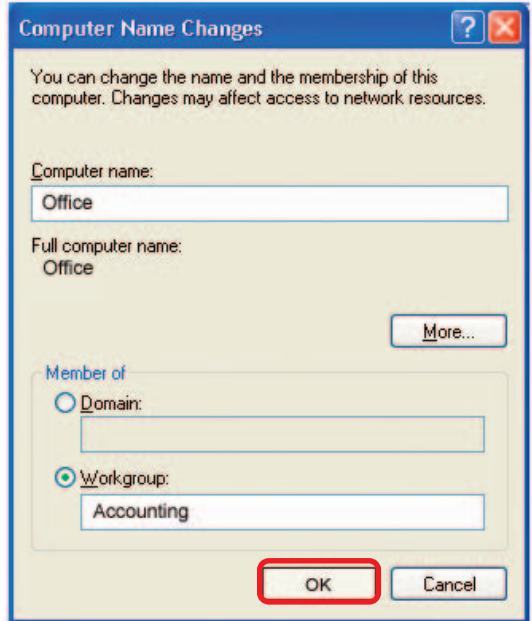 Computer Name Changes
You can change the name and the membership of this
computer. Changes may affect access to network resources.
Computer name:
Office
Full computer name:
Office
More...
Member of
Domain:
Workgroup:
Accounting
OK
Cancel